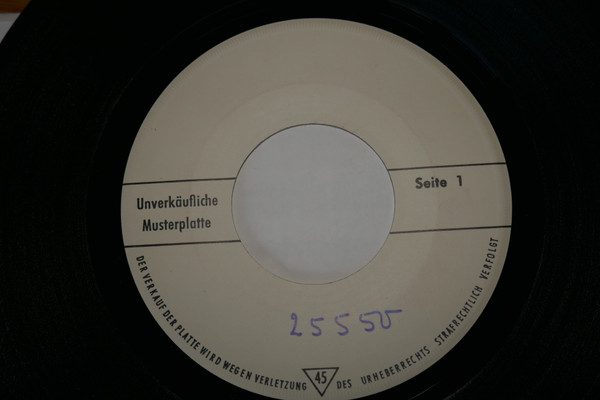 Unverkäufliche
Musterplatte
Seite 1
25550
DER VERKAUF DER PLATTE WIRD WEGEN VERLETZUNG 45 DES URHEBERRECHTS STRAFRECHTLICH VERFOLGT